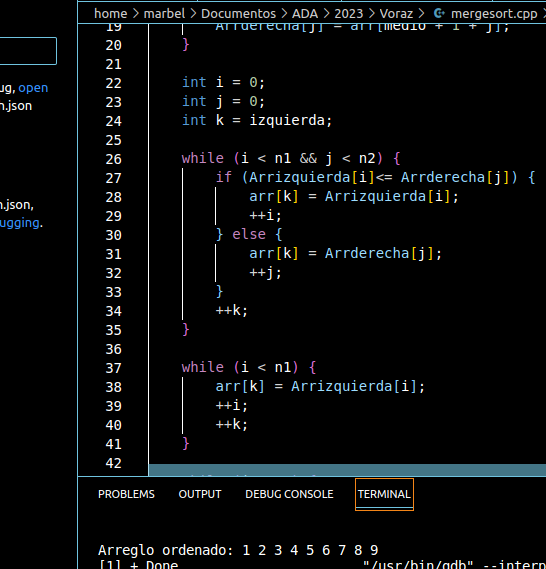 home > marbel > Documentos > ADA > 2023 > Voraz > mergesort.cpp
19 Arrderecha[j] = arr[medio + 1 + j];
20 }
21
22 int i = 0;
23 int j = 0;
24 int k = izquierda;
25
26 while (i < n1 && j < n2) {
27 if (Arrizquierda[i]<= Arrderecha[j]) {
28 arr[k] = Arrizquierda[i];
29 ++i;
30 } else {
31 arr[k] = Arrderecha[j];
32 ++j;
33 }
34 ++k;
35 }
36
37 while (i < n1) {
38 arr[k] = Arrizquierda[i];
39 ++i;
40 ++k;
41 }
42
ug, open
n.json
n.json,
ugging.
PROBLEMS OUTPUT DEBUG CONSOLE TERMINAL
Arreglo ordenado: 1 2 3 4 5 6 7 8 9
[1] + Done "/usr/bin/gdb" --interp